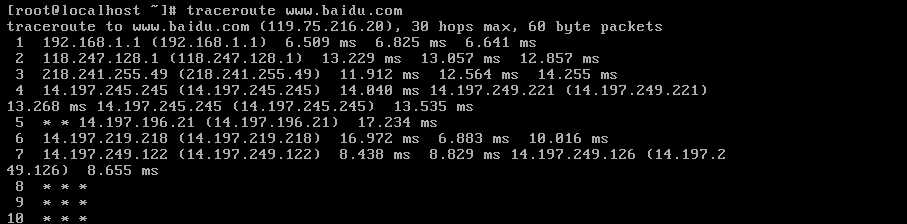 [root@localhost ~]# traceroute www.baidu.com
traceroute to www.baidu.com (119.75.216.20), 30 hops max, 60 byte packets
 1  192.168.1.1 (192.168.1.1)  6.509 ms  6.825 ms  6.641 ms
 2  118.247.128.1 (118.247.128.1)  13.229 ms  13.057 ms  12.857 ms
 3  218.241.255.49 (218.241.255.49)  11.912 ms  12.564 ms  14.255 ms
 4  14.197.245.245 (14.197.245.245)  14.040 ms 14.197.249.221 (14.197.249.221)
13.268 ms 14.197.245.245 (14.197.245.245)  13.535 ms
 5  * * 14.197.196.21 (14.197.196.21)  17.234 ms
 6  14.197.219.218 (14.197.219.218)  16.972 ms  6.883 ms  10.016 ms
 7  14.197.249.122 (14.197.249.122)  8.438 ms  8.829 ms 14.197.249.126 (14.197.2
49.126)  8.655 ms
 8  * * *
 9  * * *
10  * * *